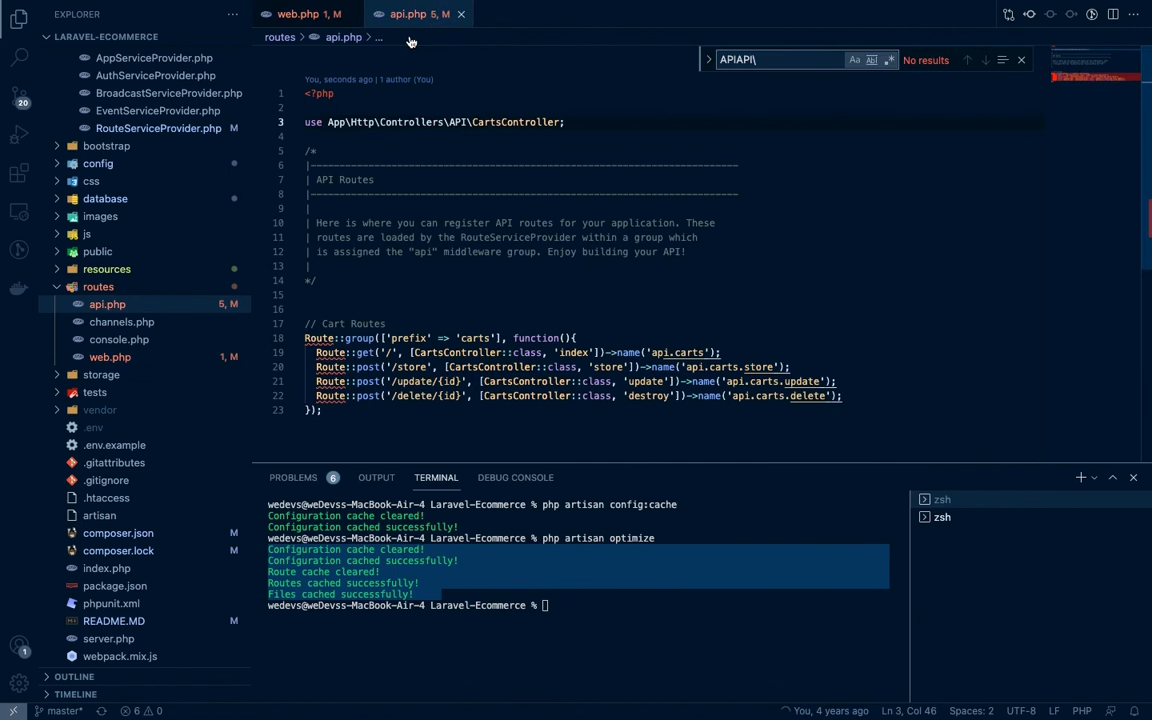 EXPLORER
...
web.php 1, M
api.php 5, M
LARAVEL-ECOMMERCE
routes > api.php > ...
AppServiceProvider.php
AuthServiceProvider.php
BroadcastServiceProvider.php
EventServiceProvider.php
RouteServiceProvider.php M
bootstrap
config
css
database
images
js
public
resources
routes
api.php 5, M
channels.php
console.php
web.php 1, M
storage
tests
vendor
.env
.env.example
.gitattributes
.gitignore
.htaccess
artisan
composer.json M
composer.lock M
index.php
package.json
phpunit.xml
README.MD M
server.php
webpack.mix.js
OUTLINE
TIMELINE
20
1
APIAPI\
Aa
No results
You, seconds ago | 1 author (You)
1 <?php
2
3 use App\Http\Controllers\API\CartsController;
4
5 /*
6 |--------------------------------------------------------------------------
7 | API Routes
8 |--------------------------------------------------------------------------
9 |
10 | Here is where you can register API routes for your application. These
11 | routes are loaded by the RouteServiceProvider within a group which
12 | is assigned the "api" middleware group. Enjoy building your API!
13 |
14 */
15
16
17 // Cart Routes
18 Route::group(['prefix' => 'carts'], function(){
19 Route::get('/', [CartsController::class, 'index'])->name('api.carts');
20 Route::post('/store', [CartsController::class, 'store'])->name('api.carts.store');
21 Route::post('/update/{id}', [CartsController::class, 'update'])->name('api.carts.update');
22 Route::post('/delete/{id}', [CartsController::class, 'destroy'])->name('api.carts.delete');
23 });
PROBLEMS 6 OUTPUT TERMINAL DEBUG CONSOLE
wedevs@weDevss-MacBook-Air-4 Laravel-Ecommerce % php artisan config:cache
Configuration cache cleared!
Configuration cached successfully!
wedevs@weDevss-MacBook-Air-4 Laravel-Ecommerce % php artisan optimize
Configuration cache cleared!
Configuration cached successfully!
Route cache cleared!
Routes cached successfully!
Files cached successfully!
wedevs@weDevss-MacBook-Air-4 Laravel-Ecommerce %
zsh
zsh
master* 6 0 You, 4 years ago Ln 3, Col 46 Spaces: 2 UTF-8 LF PHP